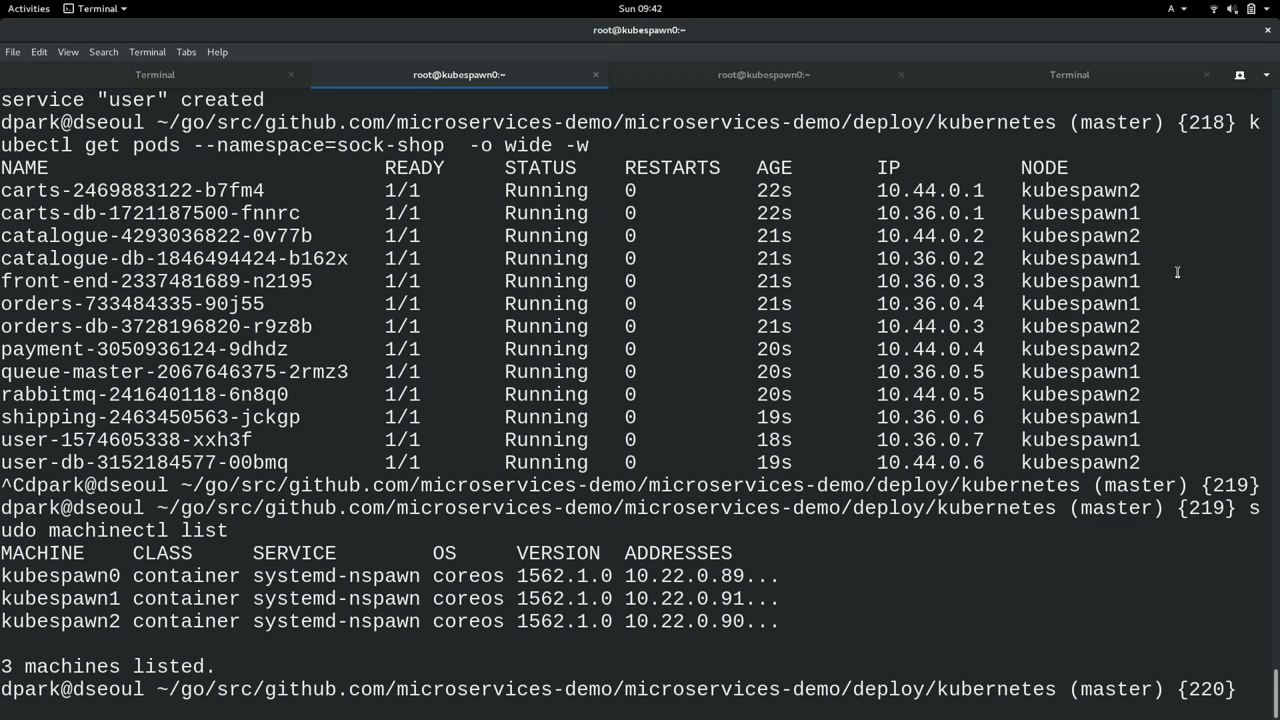 Activities Terminal Sun 09:42 A
root@kubespawn0:~
File Edit View Search Terminal Tabs Help
Terminal root@kubespawn0:~ root@kubespawn0:~ Terminal
service "user" created
dpark@dseoul ~/go/src/github.com/microservices-demo/microservices-demo/deploy/kubernetes (master) {218} k
ubectl get pods --namespace=sock-shop  -o wide -w
NAME                            READY     STATUS    RESTARTS   AGE       IP          NODE
carts-2469883122-b7fm4          1/1       Running   0          22s       10.44.0.1   kubespawn2
carts-db-1721187500-fnnrc       1/1       Running   0          22s       10.36.0.1   kubespawn1
catalogue-4293036822-0v77b      1/1       Running   0          21s       10.44.0.2   kubespawn2
catalogue-db-1846494424-b162x   1/1       Running   0          21s       10.36.0.2   kubespawn1
front-end-2337481689-n2195      1/1       Running   0          21s       10.36.0.3   kubespawn1
orders-733484335-90j55          1/1       Running   0          21s       10.36.0.4   kubespawn1
orders-db-3728196820-r9z8b      1/1       Running   0          21s       10.44.0.3   kubespawn2
payment-3050936124-9dhdz        1/1       Running   0          20s       10.44.0.4   kubespawn2
queue-master-2067646375-2rmz3   1/1       Running   0          20s       10.36.0.5   kubespawn1
rabbitmq-241640118-6n8q0        1/1       Running   0          20s       10.44.0.5   kubespawn2
shipping-2463450563-jckgp       1/1       Running   0          19s       10.36.0.6   kubespawn1
user-1574605338-xxh3f           1/1       Running   0          18s       10.36.0.7   kubespawn1
user-db-3152184577-00bmq        1/1       Running   0          19s       10.44.0.6   kubespawn2
^Cdpark@dseoul ~/go/src/github.com/microservices-demo/microservices-demo/deploy/kubernetes (master) {219}
dpark@dseoul ~/go/src/github.com/microservices-demo/microservices-demo/deploy/kubernetes (master) {219} s
udo machinectl list
MACHINE    CLASS     SERVICE        OS     VERSION  ADDRESSES
kubespawn0 container systemd-nspawn coreos 1562.1.0 10.22.0.89...
kubespawn1 container systemd-nspawn coreos 1562.1.0 10.22.0.91...
kubespawn2 container systemd-nspawn coreos 1562.1.0 10.22.0.90...
3 machines listed.
dpark@dseoul ~/go/src/github.com/microservices-demo/microservices-demo/deploy/kubernetes (master) {220}